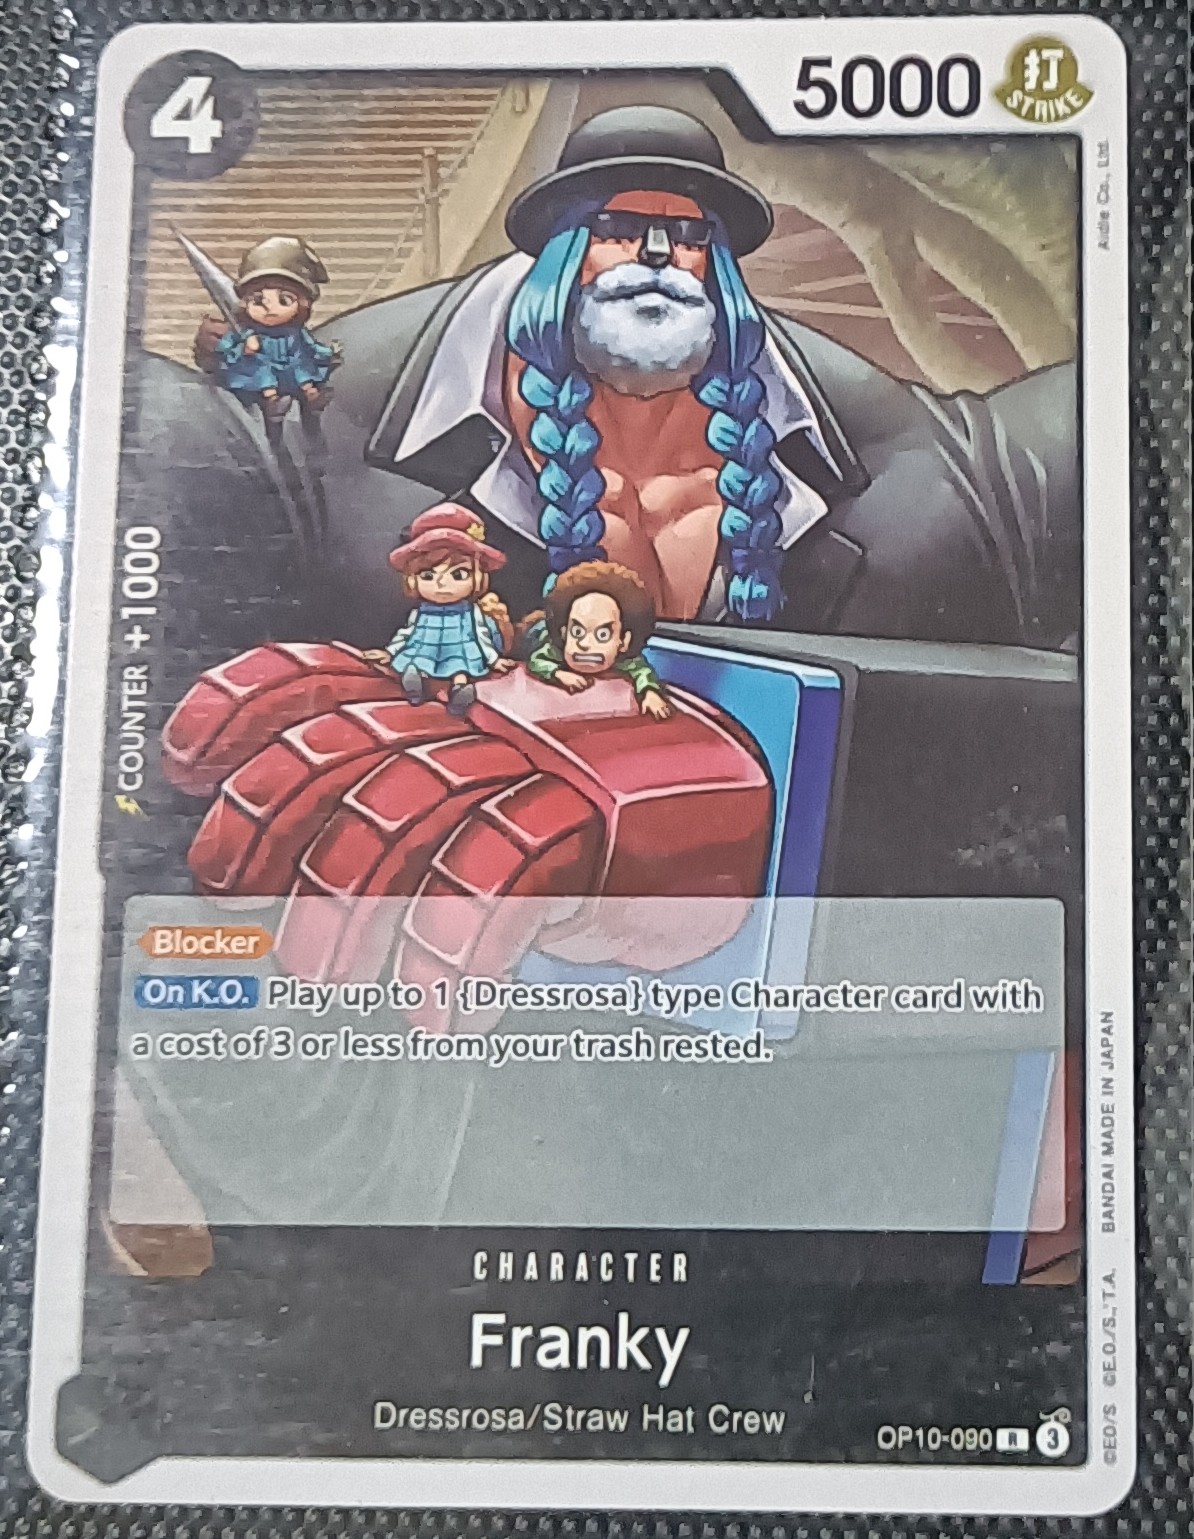 4
5000
打
STRIKE
COUNTER +1000
Blocker
On K.O. Play up to 1 {Dressrosa} type Character card with
a cost of 3 or less from your trash rested.
CHARACTER
Franky
Dressrosa/Straw Hat Crew
OP10-090 R 3
Co., Ltd.
BANDAI MADE IN JAPAN
©EO/S ©E.O./S.,T.A.